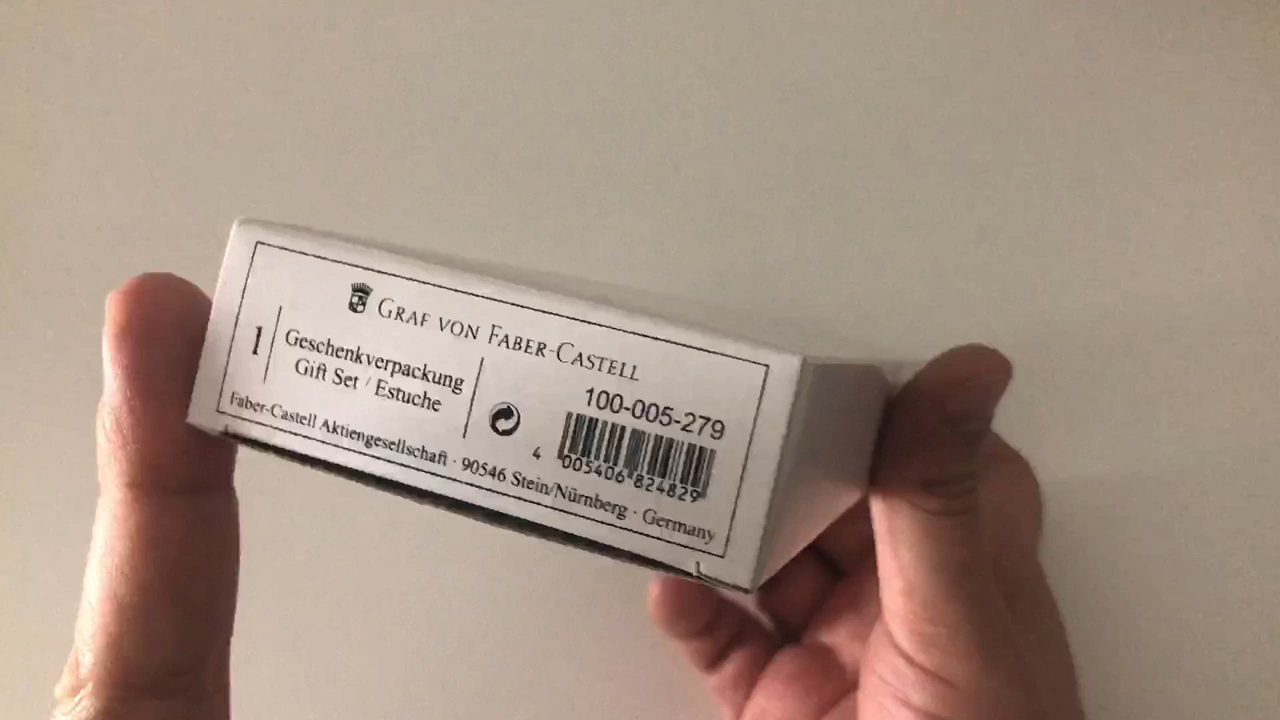 GRAF VON FABER-CASTELL
1
Geschenkverpackung
Gift Set / Estuche
100-005-279
4 005406 824829
Faber-Castell Aktiengesellschaft · 90546 Stein/Nürnberg · Germany